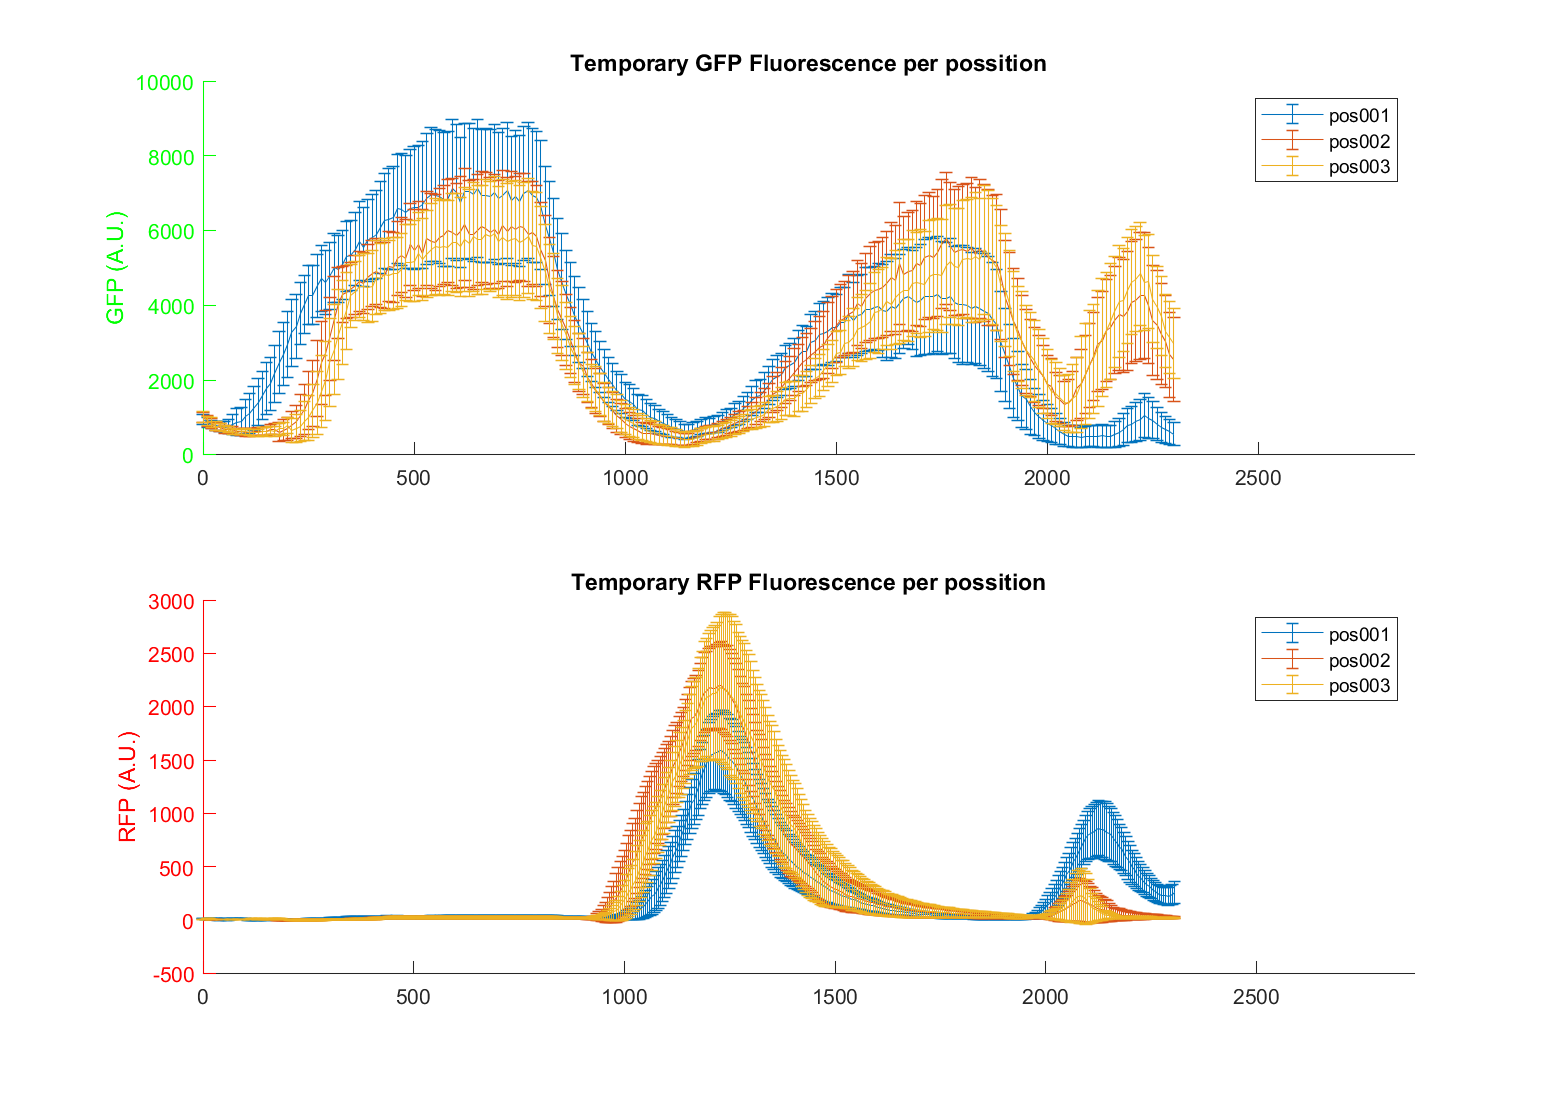 Temporary GFP Fluorescence per possition
10000
8000
6000
4000
2000
0
GFP (A.U.)
0 500 1000 1500 2000 2500
pos001
pos002
pos003
Temporary RFP Fluorescence per possition
3000
2500
2000
1500
1000
500
0
-500
RFP (A.U.)
0 500 1000 1500 2000 2500
pos001
pos002
pos003